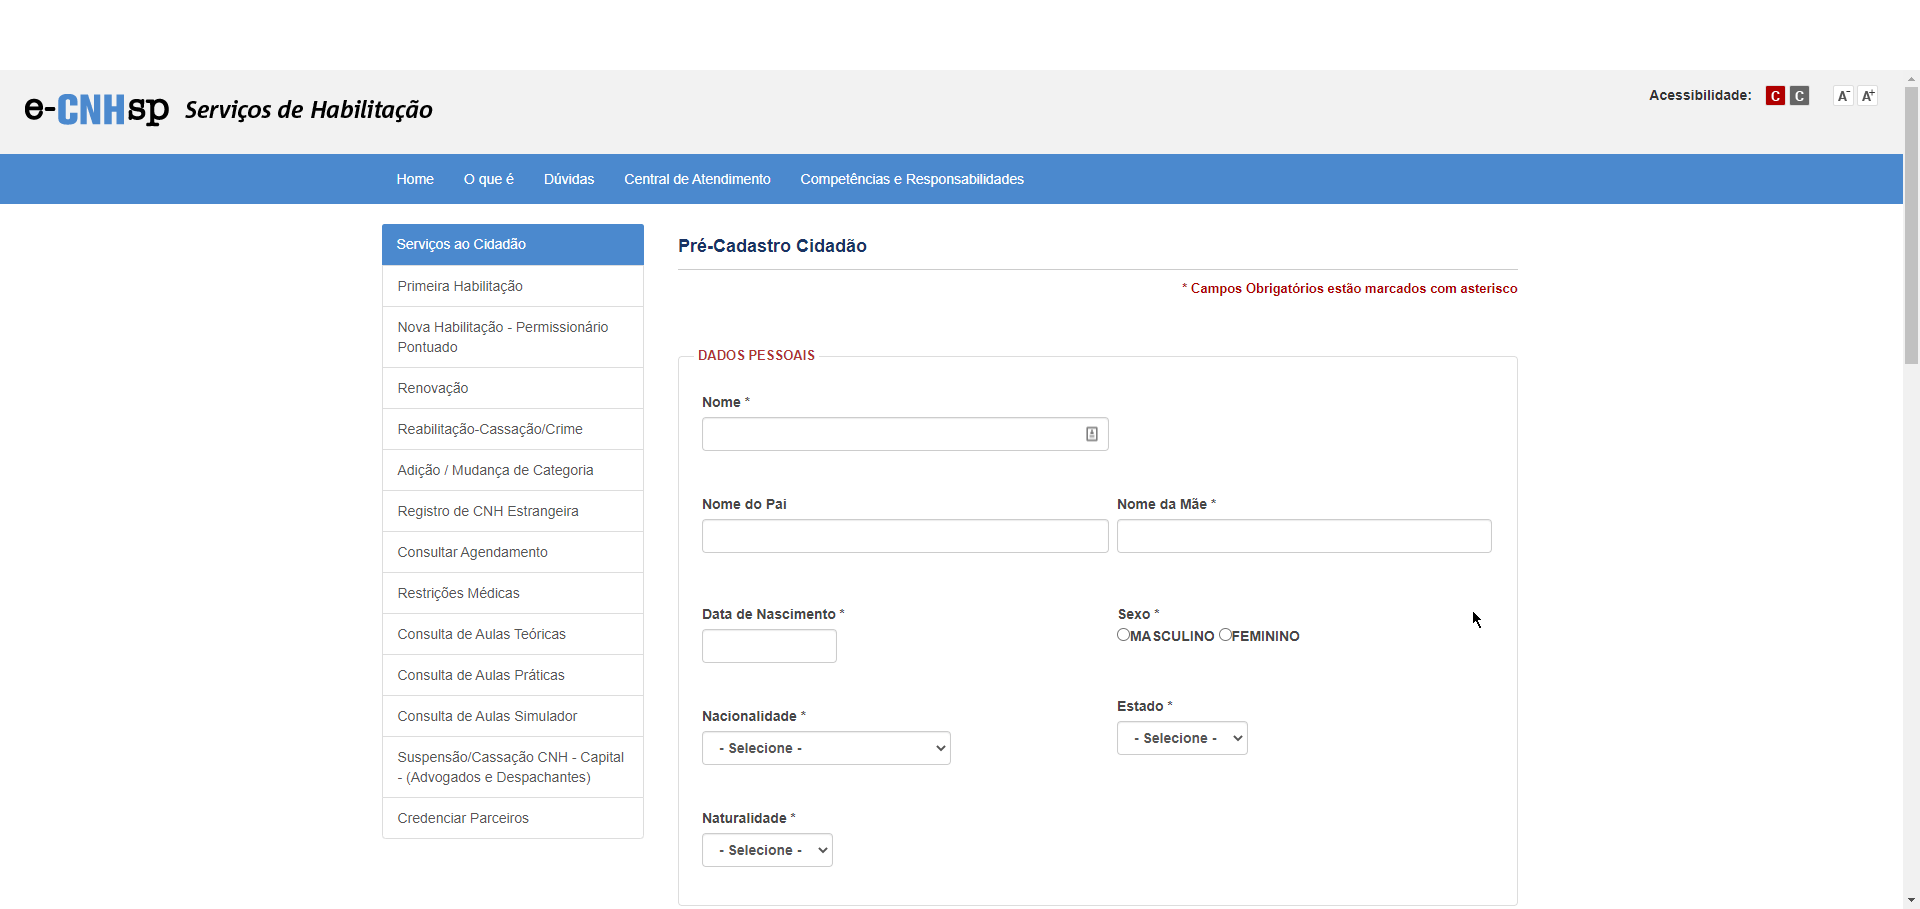 e-CNHsp Serviços de Habilitação
Acessibilidade: C C A- A+
Home O que é Dúvidas Central de Atendimento Competências e Responsabilidades
Serviços ao Cidadão
Primeira Habilitação
Nova Habilitação - Permissionário
Pontuado
Renovação
Reabilitação-Cassação/Crime
Adição / Mudança de Categoria
Registro de CNH Estrangeira
Consultar Agendamento
Restrições Médicas
Consulta de Aulas Teóricas
Consulta de Aulas Práticas
Consulta de Aulas Simulador
Suspensão/Cassação CNH - Capital
- (Advogados e Despachantes)
Credenciar Parceiros
Pré-Cadastro Cidadão
* Campos Obrigatórios estão marcados com asterisco
DADOS PESSOAIS
Nome *
Nome do Pai
Nome da Mãe *
Data de Nascimento *
Sexo *
MASCULINO FEMININO
Nacionalidade *
- Selecione -
Estado *
- Selecione -
Naturalidade *
- Selecione -